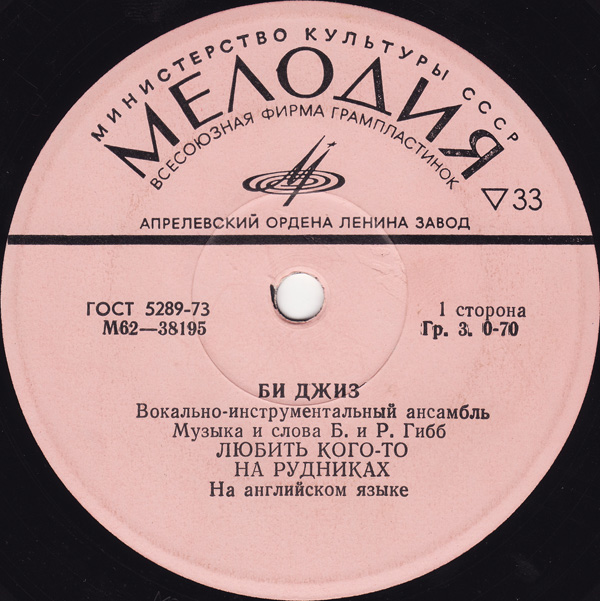 МИНИСТЕРСТВО КУЛЬТУРЫ СССР
МЕЛОДИЯ
ВСЕСОЮЗНАЯ ФИРМА ГРАМПЛАСТИНОК
▽33
АПРЕЛЕВСКИЙ ОРДЕНА ЛЕНИНА ЗАВОД
ГОСТ 5289-73
М62—38195
1 сторона
Гр. 3. 0-70
БИ ДЖИЗ
Вокально-инструментальный ансамбль
Музыка и слова Б. и Р. Гибб
ЛЮБИТЬ КОГО-ТО
НА РУДНИКАХ
На английском языке